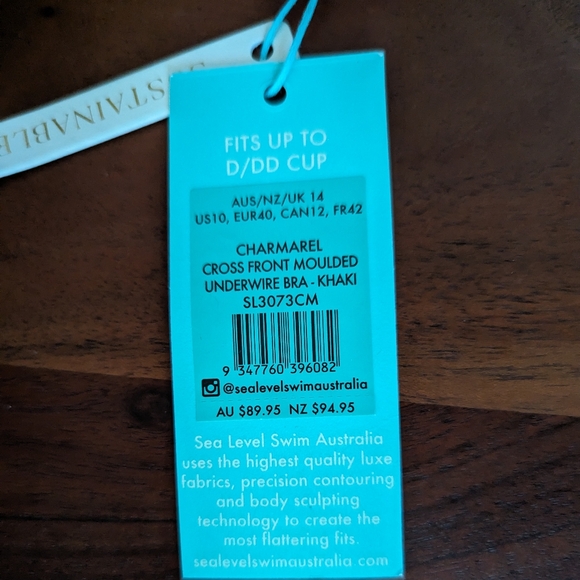 SUSTAINABLE
FITS UP TO
D/DD CUP
AUS/NZ/UK 14
US10, EUR40, CAN12, FR42
CHARMAREL
CROSS FRONT MOULDED
UNDERWIRE BRA - KHAKI
SL3073CM
9 347760 396082
@sealevelswimaustralia
AU $89.95 NZ $94.95
Sea Level Swim Australia
uses the highest quality luxe
fabrics, precision contouring
and body sculpting
technology to create the
most flattering fits.
sealevelswimaustralia.com